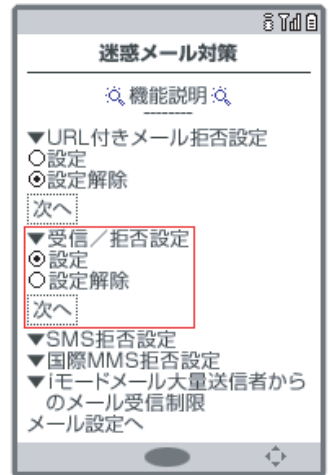 迷惑メール対策
機能説明
▼URL付きメール拒否設定
○設定
◉設定解除
次へ
▼受信／拒否設定
◉設定
○設定解除
次へ
▼SMS拒否設定
▼国際MMS拒否設定
▼iモードメール大量送信者から
のメール受信制限
メール設定へ